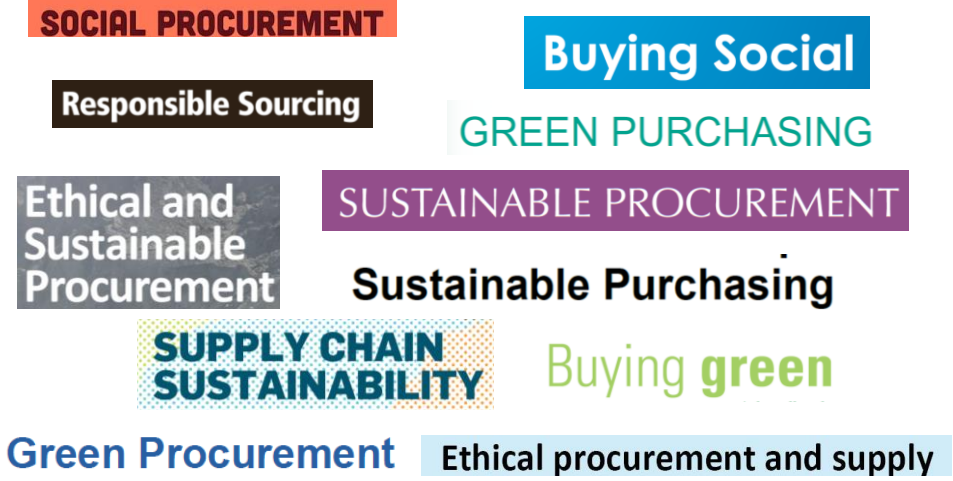 SOCIAL PROCUREMENT
Buying Social
Responsible Sourcing
GREEN PURCHASING
Ethical and
Sustainable
Procurement
SUSTAINABLE PROCUREMENT
Sustainable Purchasing
SUPPLY CHAIN
SUSTAINABILITY
Buying green
Green Procurement
Ethical procurement and supply